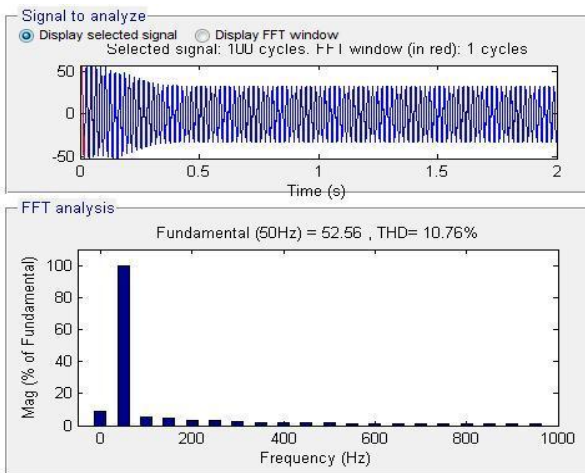 Signal to analyze
Display selected signal Display FFT window
Selected signal: 100 cycles. FFT window (in red): 1 cycles
50
0
-50
0 0.5 1 1.5 2
Time (s)
FFT analysis
Fundamental (50Hz) = 52.56 , THD= 10.76%
100
80
60
40
20
0
Mag (% of Fundamental)
0 200 400 600 800 1000
Frequency (Hz)